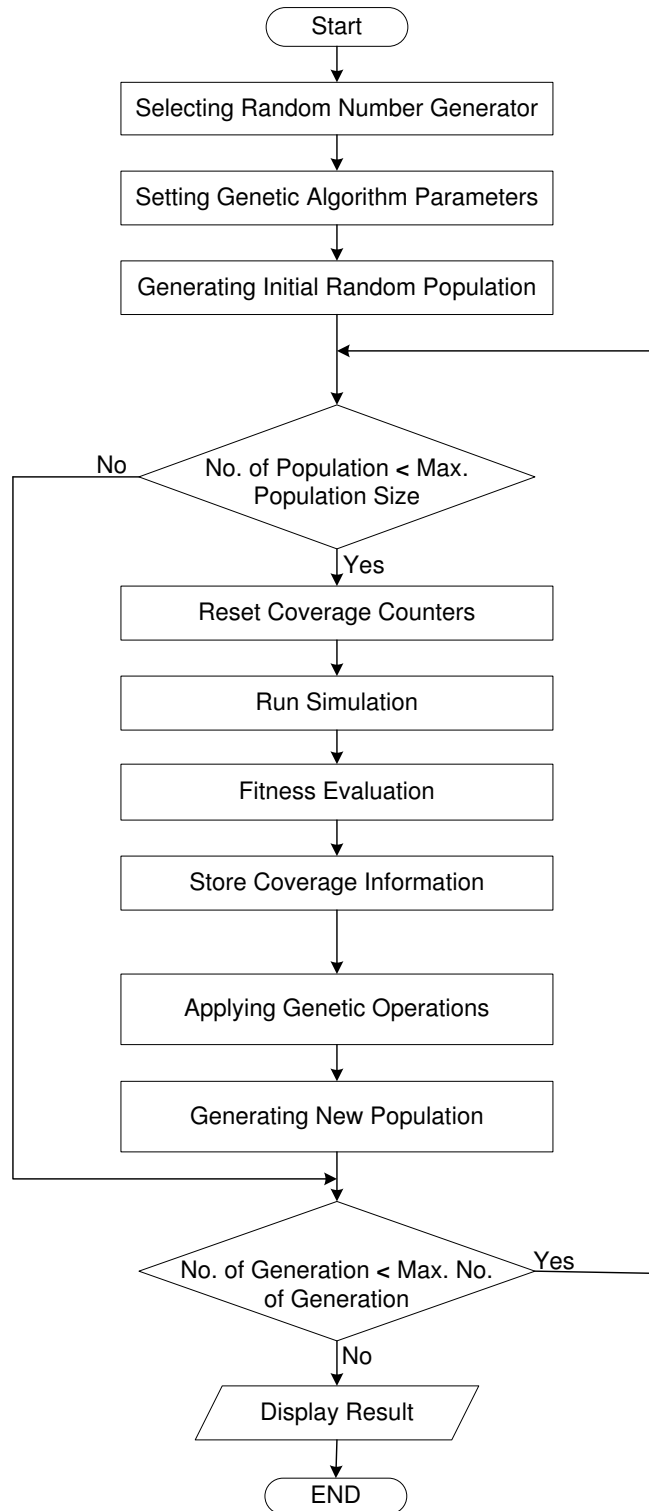 Start
Selecting Random Number Generator
Setting Genetic Algorithm Parameters
Generating Initial Random Population
No
No. of Population < Max.
Population Size
Yes
Reset Coverage Counters
Run Simulation
Fitness Evaluation
Store Coverage Information
Applying Genetic Operations
Generating New Population
No. of Generation < Max. No.
of Generation
Yes
No
Display Result
END